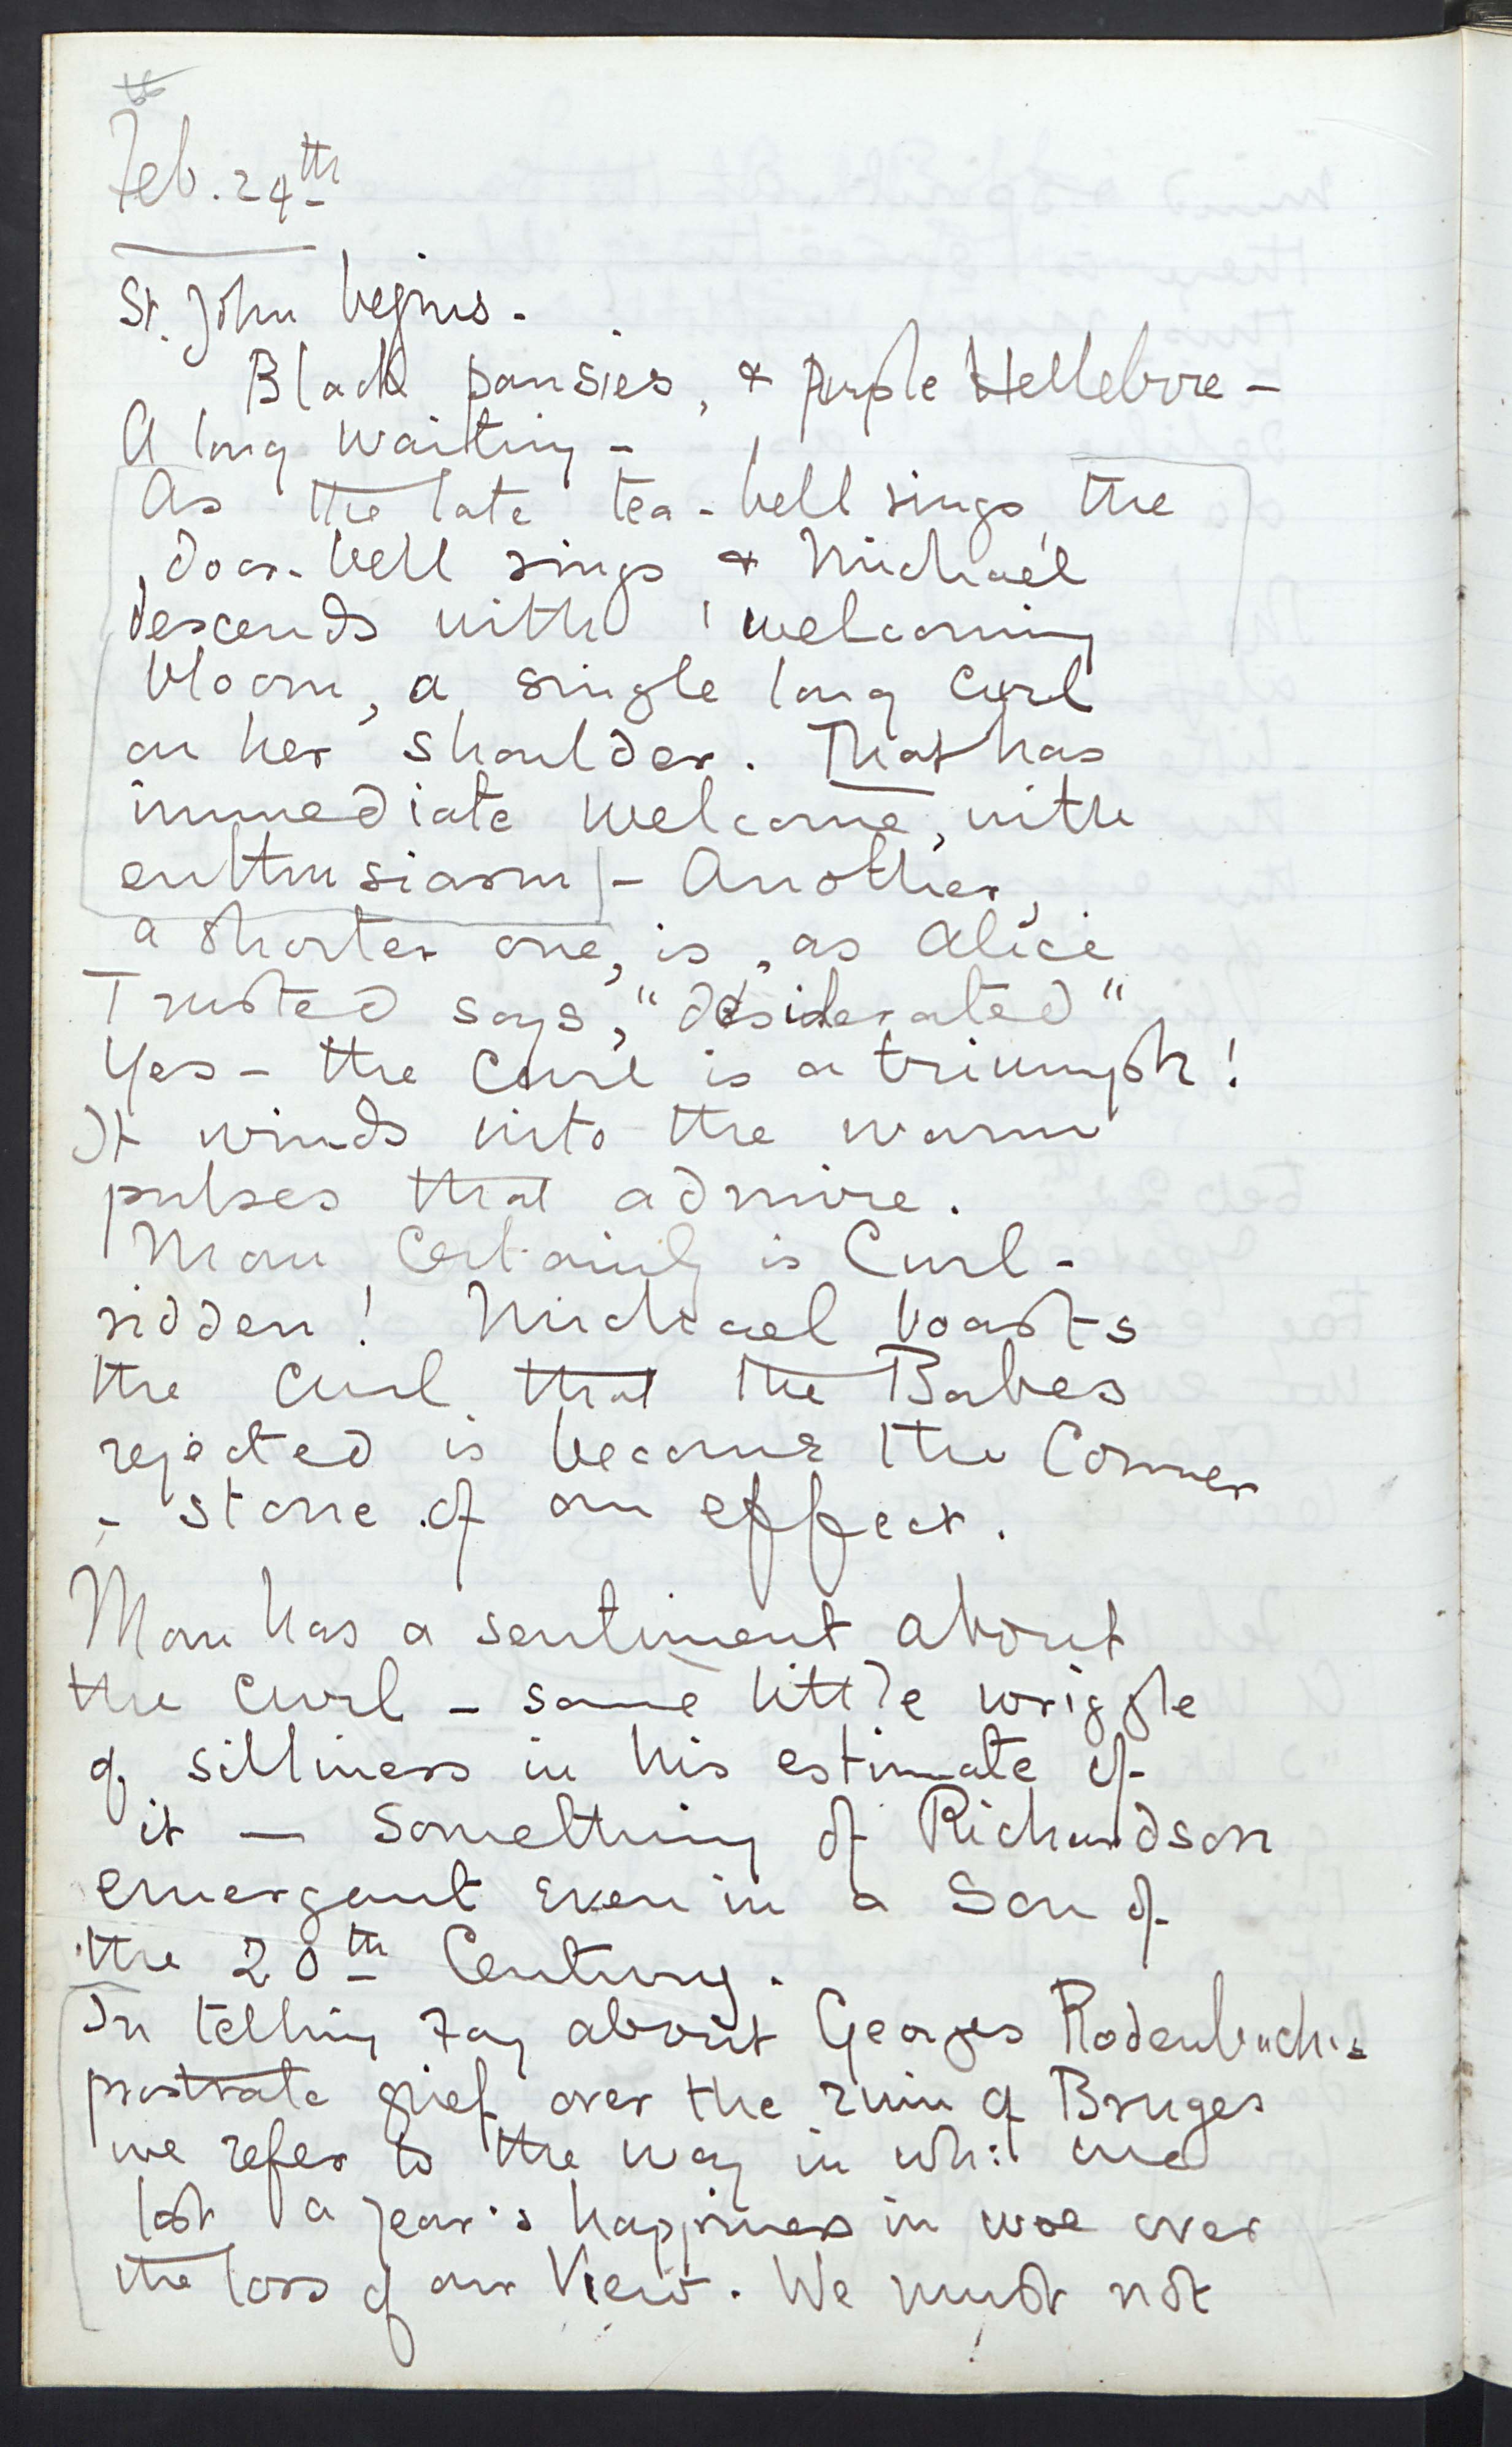 Feb. 24th
St. John begins.
Black pansies, & purple Hellebore -
A long waiting -
As the late tea-bell rings, the
door-bell rings & Michael
descends with welcoming
bloom, a single long curl
on her shoulder. That has
immediate welcome, with
enthusiasm - Another,
a shorter one, is, as Alice
Trusted says, "desiderated"
Yes - the Curl is a triumph!
It winds into the warm
pulses that admire.
Man certainly is Curl-
ridden! Michael boasts
the curl that the Babes
rejected is become the Corner
- stone of an effect.
Man has a sentiment about
the curl - some little wriggle
of silliness in his estimate of
it — Something of Richardson
emergant even in a Son of
the 20th Century.
In telling Fay about Georges Rodenbach's
prostrate grief over the ruin of Bruges
we refer to the way in wh: we
lost a year's happiness in woe over
the loss of our View. We must not